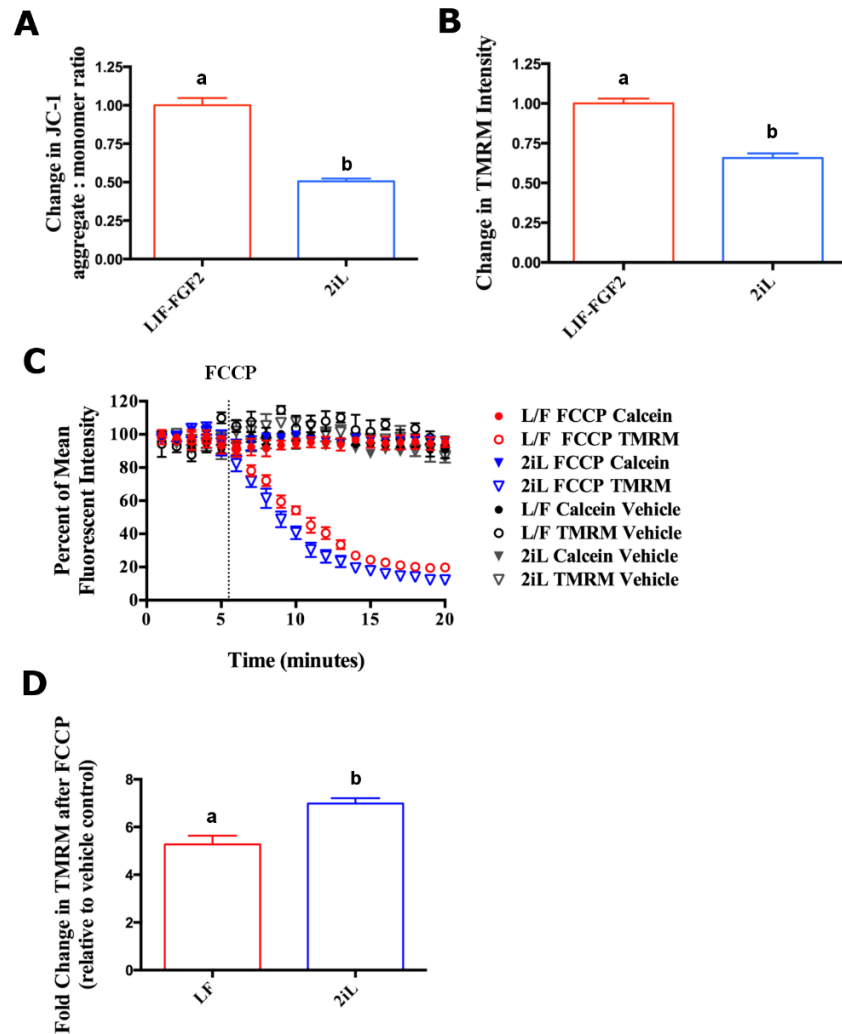 A
Change in JC-1
aggregate : monomer ratio
1.25
1.00
0.75
0.50
0.25
0.00
a
b
LIF-FGF2
2iL
B
Change in TMRM Intensity
1.25
1.00
0.75
0.50
0.25
0.00
a
b
LIF-FGF2
2iL
C
FCCP
Percent of Mean
Fluorescent Intensity
120
100
80
60
40
20
0
0
5
10
15
20
Time (minutes)
L/F FCCP Calcein
L/F FCCP TMRM
2iL FCCP Calcein
2iL FCCP TMRM
L/F Calcein Vehicle
L/F TMRM Vehicle
2iL Calcein Vehicle
2iL TMRM Vehicle
D
Fold Change in TMRM after FCCP
(relative to vehicle control)
8
6
4
2
0
a
b
LF
2iL